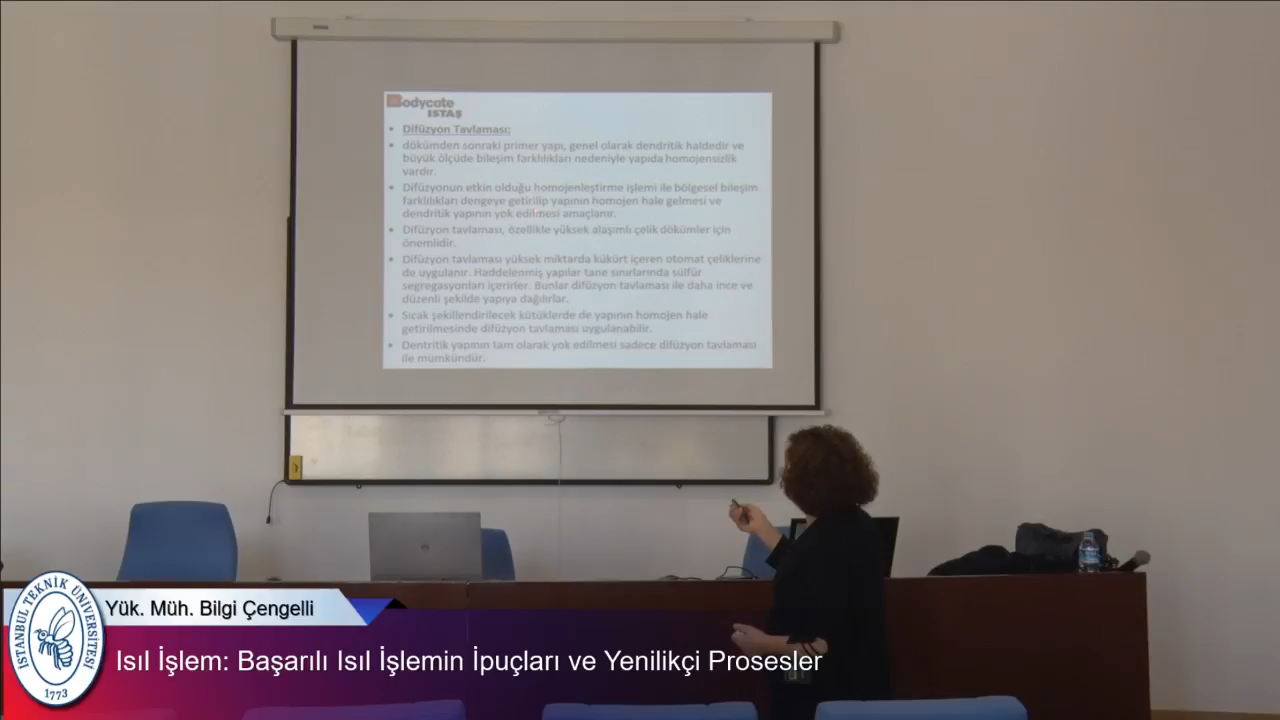 Bodycote
ISTAŞ
• Difüzyon Tavlaması:
• dökümden sonraki primer yapı, genel olarak dendritik haldedir ve
büyük ölçüde bileşim farklılıkları nedeniyle yapıda homojensizlik
vardır.
• Difüzyonun etkin olduğu homojenleştirme işlemi ile bölgesel bileşim
farklılıkları dengeye getirilip yapının homojen hale gelmesi ve
dendritik yapının yok edilmesi amaçlanır.
• Difüzyon tavlaması, özellikle yüksek alaşımlı çelik dökümler için
önemlidir.
• Difüzyon tavlaması yüksek miktarda kükürt içeren otomat çeliklerine
de uygulanır. Haddelenmiş yapılar tane sınırlarında sülfür
segregasyonları içerirler. Bunlar difüzyon tavlaması ile daha ince ve
düzenli şekilde yapıya dağılırlar.
• Sıcak şekillendirilecek kütüklerde de yapının homojen hale
getirilmesinde difüzyon tavlaması uygulanabilir.
• Dentritik yapının tam olarak yok edilmesi sadece difüzyon tavlaması
ile mümkündür.
İSTANBUL TEKNİK ÜNİVERSİTESİ
1773
Yük. Müh. Bilgi Çengelli
Isıl İşlem: Başarılı Isıl İşlemin İpuçları ve Yenilikçi Prosesler